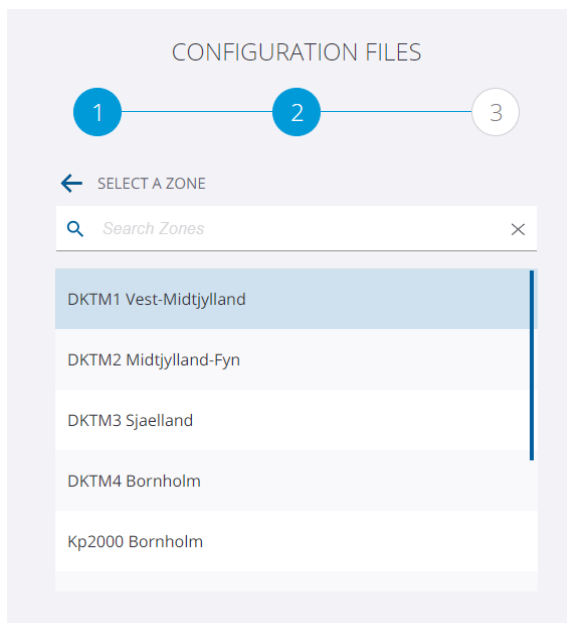 CONFIGURATION FILES
1 2 3
SELECT A ZONE
Search Zones
DKTM1 Vest-Midtjylland
DKTM2 Midtjylland-Fyn
DKTM3 Sjaelland
DKTM4 Bornholm
Kp2000 Bornholm